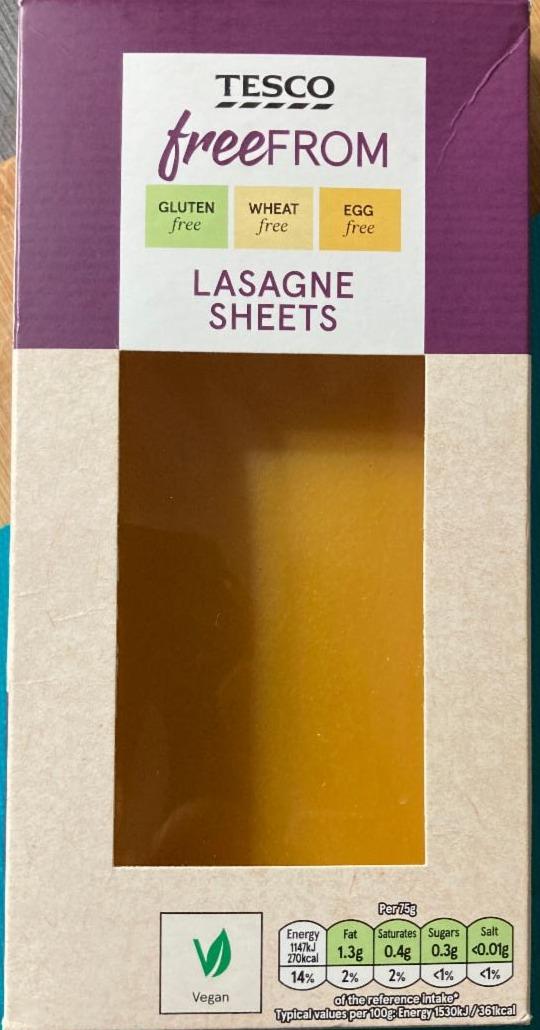 TESCO
freeFROM
GLUTEN free WHEAT free EGG free
LASAGNE
SHEETS
Vegan
Per 75g
Energy Fat Saturates Sugars Salt
1147kJ
270kcal 1.3g 0.4g 0.3g <0.01g
14% 2% 2% <1% <1%
of the reference intake*
Typical values per 100g: Energy 1530kJ / 361kcal